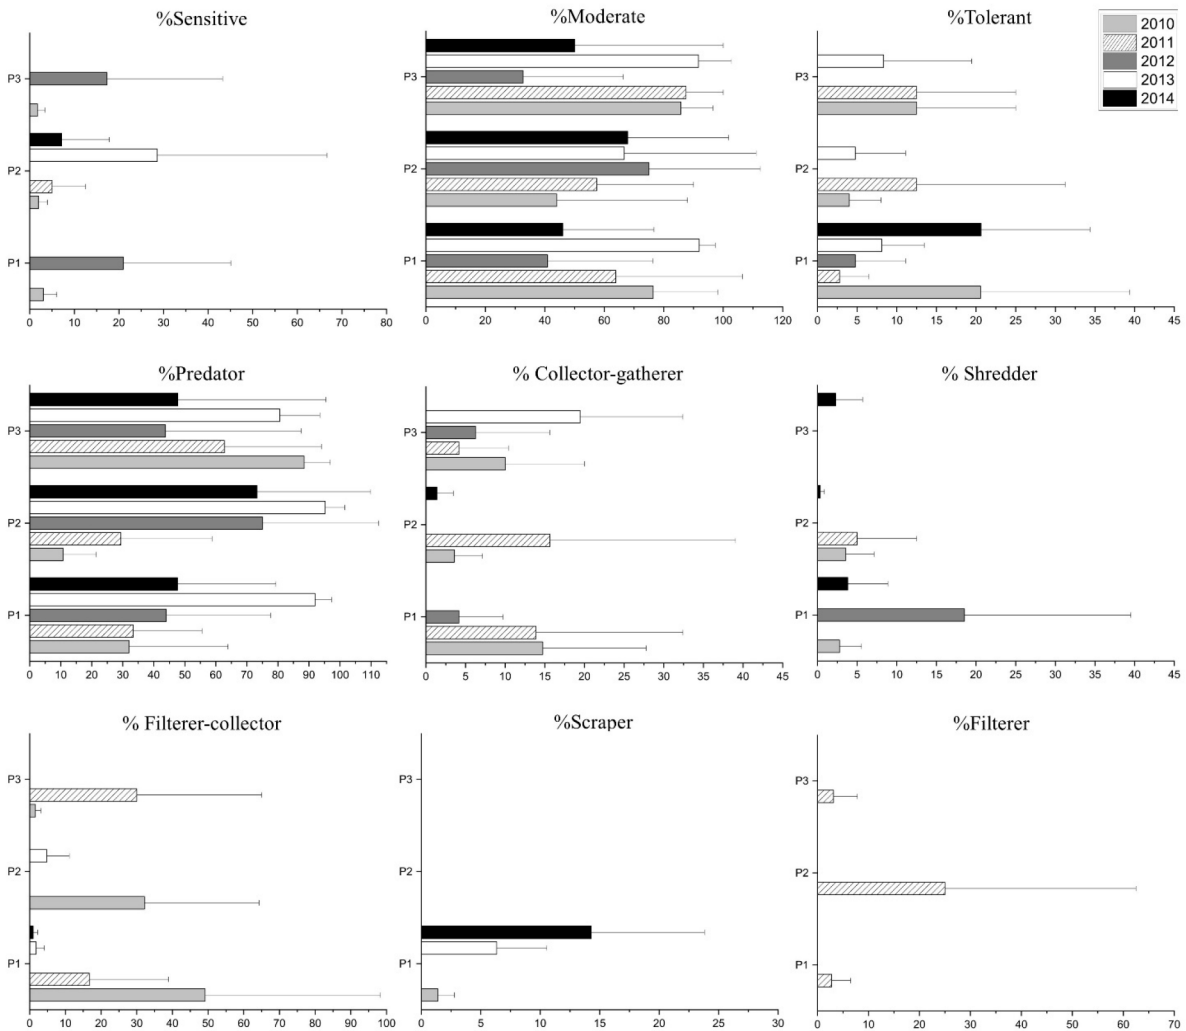 %Sensitive
%Moderate
%Tolerant
2010
2011
2012
2013
2014
P3
P2
P1
0 10 20 30 40 50 60 70 80
P3
P2
P1
0 20 40 60 80 100 120
P3
P2
P1
0 5 10 15 20 25 30 35 40 45
%Predator
% Collector-gatherer
% Shredder
P3
P2
P1
0 10 20 30 40 50 60 70 80 90 100 110
P3
P2
P1
0 5 10 15 20 25 30 35 40 45
P3
P2
P1
0 5 10 15 20 25 30 35 40 45
% Filterer-collector
%Scraper
%Filterer
P3
P2
P1
0 10 20 30 40 50 60 70 80 90 100
P3
P2
P1
0 5 10 15 20 25 30
P3
P2
P1
0 10 20 30 40 50 60 70